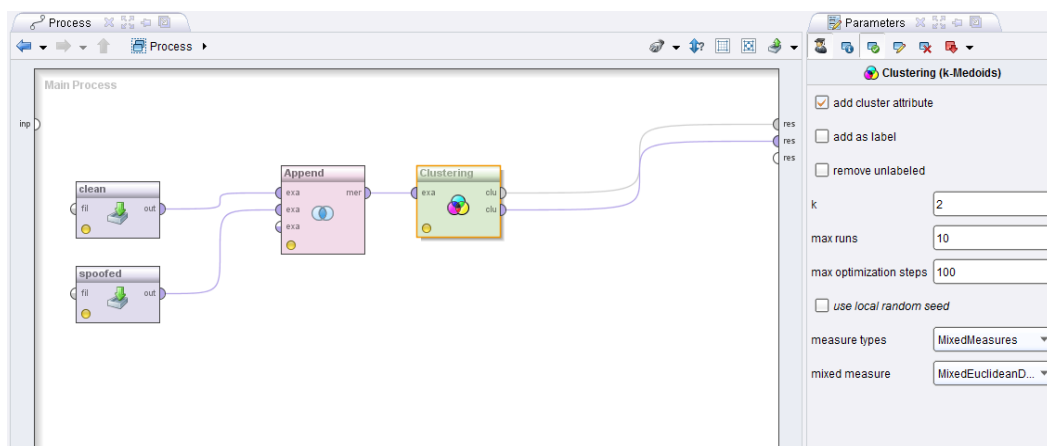 Process
Process
Main Process
inp
res
res
res
clean
fil
out
spoofed
fil
out
Append
exa
mer
exa
exa
Clustering
exa
clu
clu
Parameters
Clustering (k-Medoids)
add cluster attribute
add as label
remove unlabeled
k
2
max runs
10
max optimization steps
100
use local random seed
measure types
MixedMeasures
mixed measure
MixedEuclideanD...